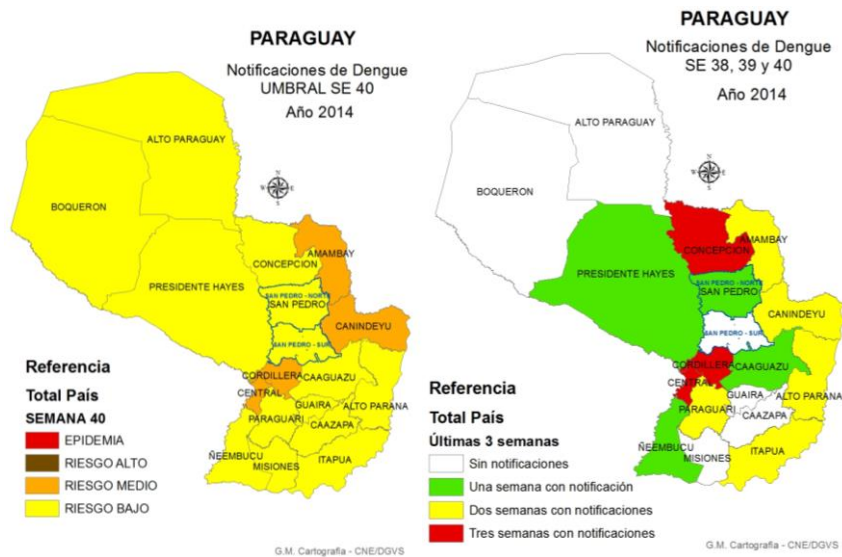 PARAGUAY
Notificaciones de Dengue
UMBRAL SE 40
Año 2014
ALTO PARAGUAY
BOQUERON
N
W
E
S
CONCEPCION
AMAMBAY
PRESIDENTE HAYES
SAN PEDRO - NORTE
SAN PEDRO
CANINDEYU
SAN PEDRO - SUR
CORDILLERA
CENTRAL
CAAGUAZU
GUAIRA
ALTO PARANA
PARAGUARI
CAAZAPA
ÑEEMBUCU
MISIONES
ITAPUA
Referencia
Total País
SEMANA 40
EPIDEMIA
RIESGO ALTO
RIESGO MEDIO
RIESGO BAJO
G.M. Cartografía - CNE/DGVS
PARAGUAY
Notificaciones de Dengue
SE 38, 39 y 40
Año 2014
ALTO PARAGUAY
BOQUERON
N
W
E
S
CONCEPCION
AMAMBAY
PRESIDENTE HAYES
SAN PEDRO - NORTE
SAN PEDRO
CANINDEYU
SAN PEDRO - SUR
CORDILLERA
CENTRAL
CAAGUAZU
GUAIRA
ALTO PARANA
PARAGUARI
CAAZAPA
ÑEEMBUCU
MISIONES
ITAPUA
Referencia
Total País
Últimas 3 semanas
Sin notificaciones
Una semana con notificación
Dos semanas con notificaciones
Tres semanas con notificaciones
G.M. Cartografía - CNE/DGVS